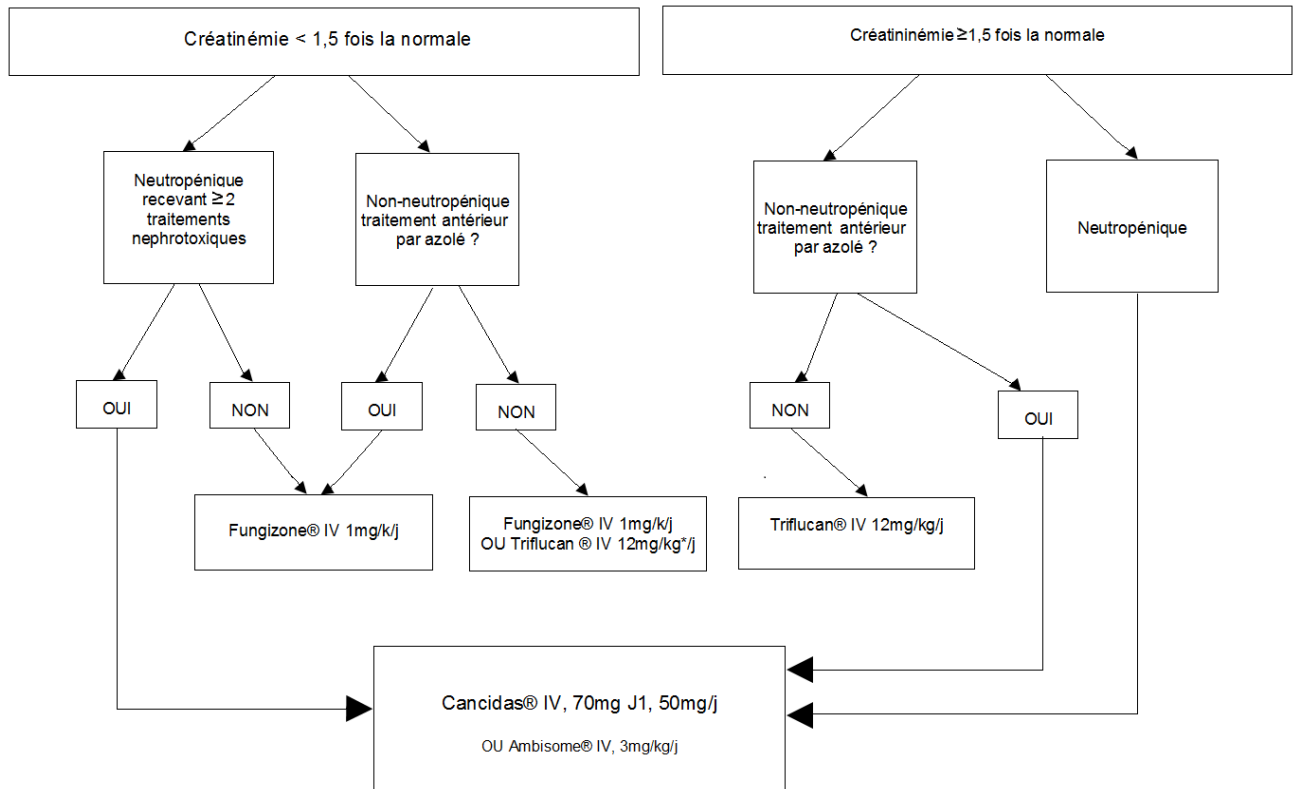 Créatinémie < 1,5 fois la normale
Créatininémie ≥1,5 fois la normale
Neutropénique
recevant ≥2
traitements
nephrotoxiques
Non-neutropénique
traitement antérieur
par azolé ?
Non-neutropénique
traitement antérieur
par azolé ?
Neutropénique
OUI
NON
OUI
NON
NON
OUI
Fungizone® IV 1mg/k/j
Fungizone® IV 1mg/k/j
OU Triflucan ® IV 12mg/kg*/j
Triflucan® IV 12mg/kg/j
Cancidas® IV, 70mg J1, 50mg/j
OU Ambisome® IV, 3mg/kg/j